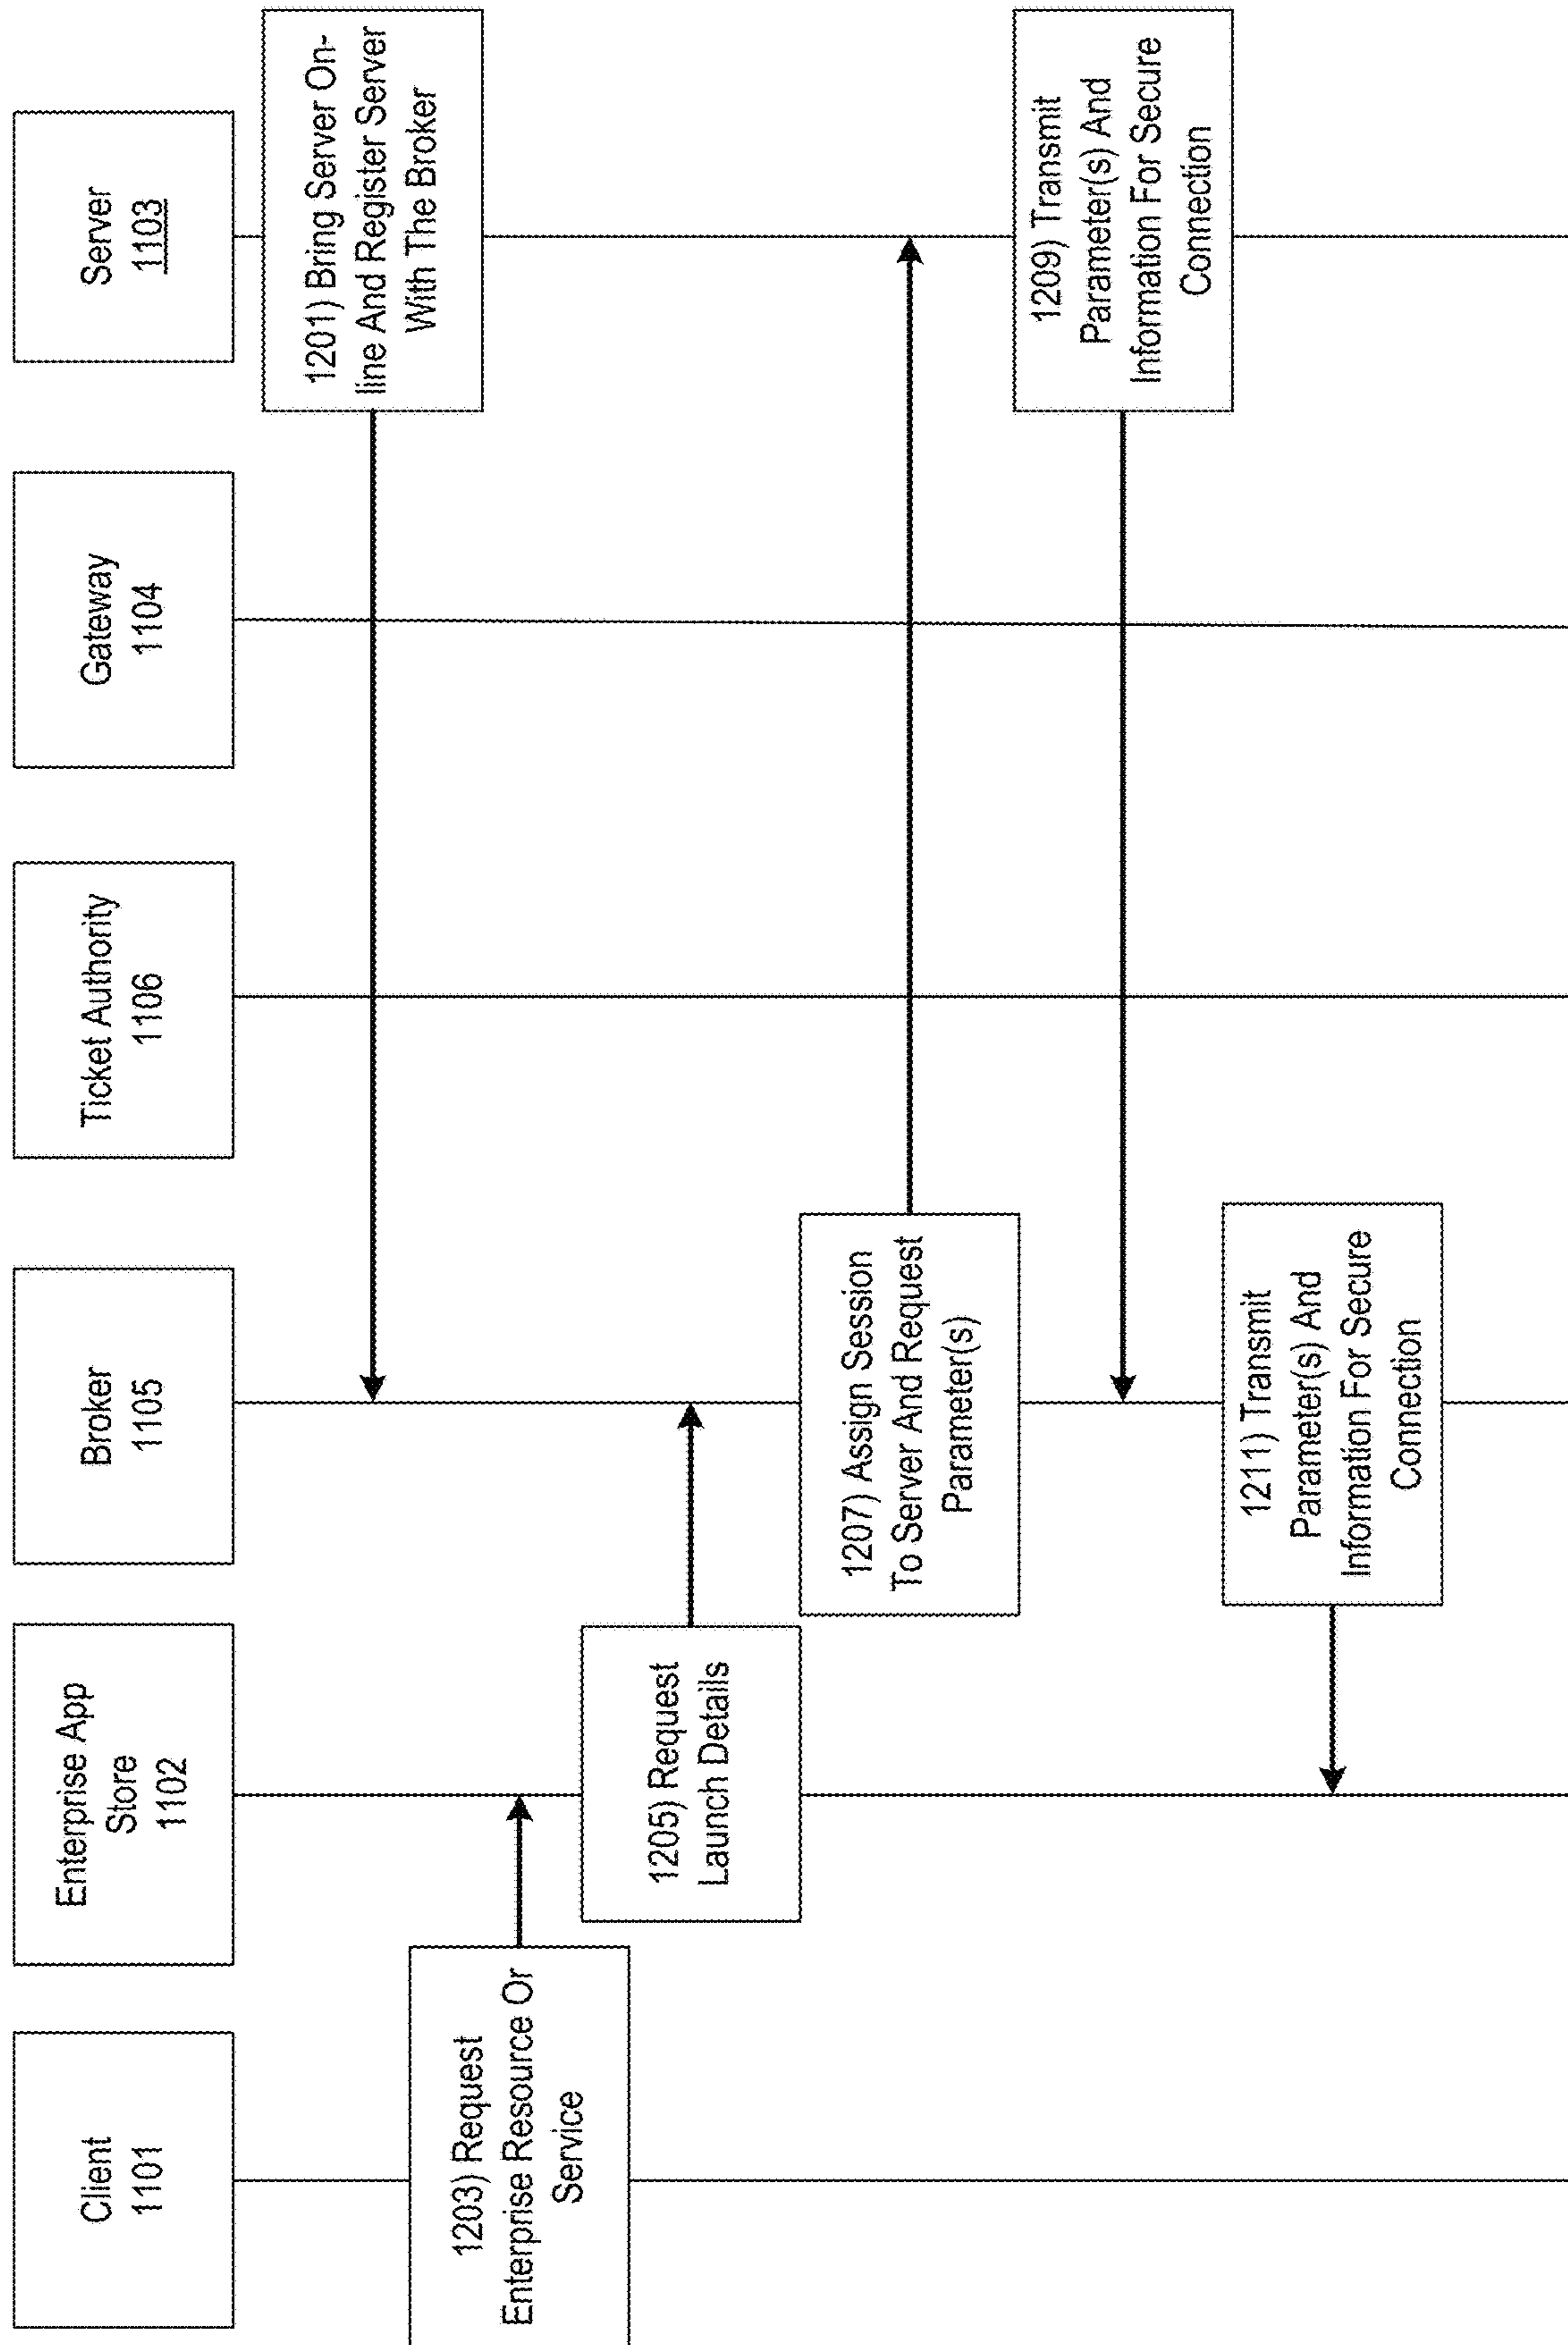 Client
1101
Enterprise App
Store
1102
Broker
1105
Ticket Authority
1106
Gateway
1104
Server
1103
1201) Bring Server On-
line And Register Server
With The Broker
1203) Request
Enterprise Resource Or
Service
1205) Request
Launch Details
1207) Assign Session
To Server And Request
Parameter(s)
1209) Transmit
Parameter(s) And
Information For Secure
Connection
1211) Transmit
Parameter(s) And
Information For Secure
Connection